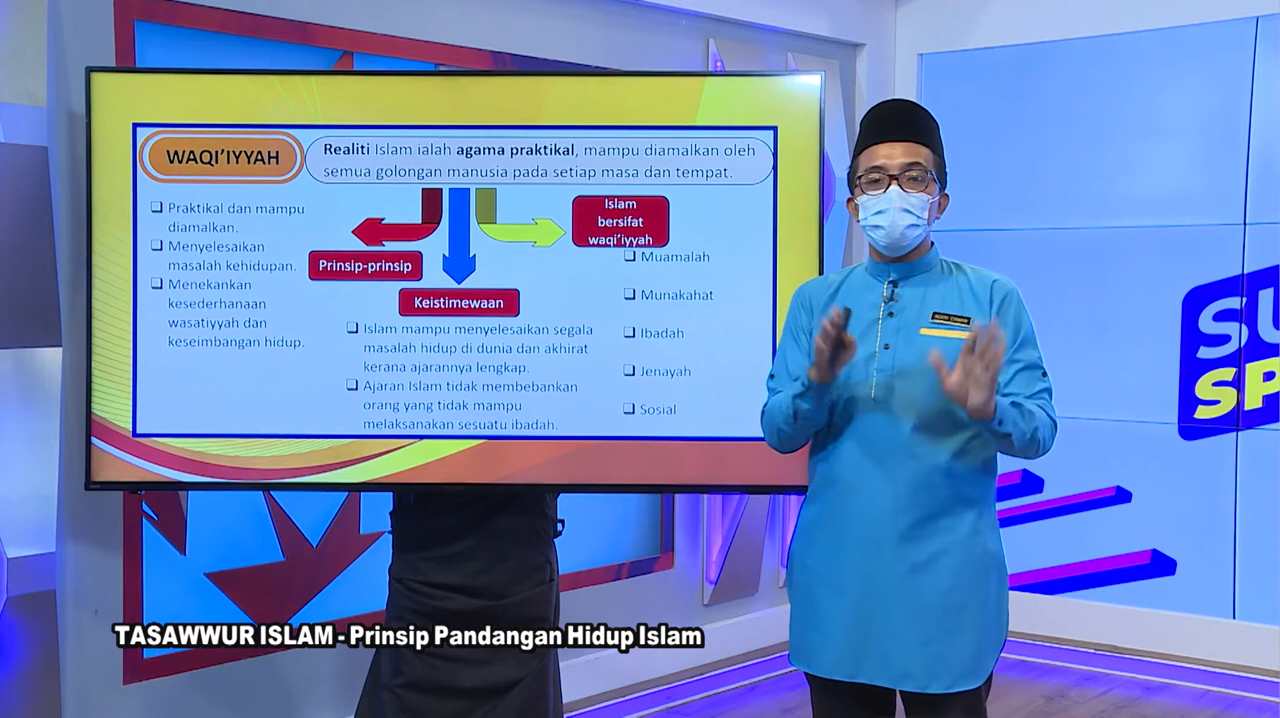 WAQI'IYYAH
Realiti Islam ialah agama praktikal, mampu diamalkan oleh
semua golongan manusia pada setiap masa dan tempat.
❑ Praktikal dan mampu
diamalkan.
❑ Menyelesaikan
masalah kehidupan.
❑ Menekankan
kesederhanaan
wasatiyyah dan
keseimbangan hidup.
Prinsip-prinsip
Keistimewaan
❑ Islam mampu menyelesaikan segala
masalah hidup di dunia dan akhirat
kerana ajarannya lengkap.
❑ Ajaran Islam tidak membebankan
orang yang tidak mampu
melaksanakan sesuatu ibadah.
Islam
bersifat
waqi'iyyah
❑ Muamalah
❑ Munakahat
❑ Ibadah
❑ Jenayah
❑ Sosial
SU
SP
TASAWWUR ISLAM - Prinsip Pandangan Hidup Islam